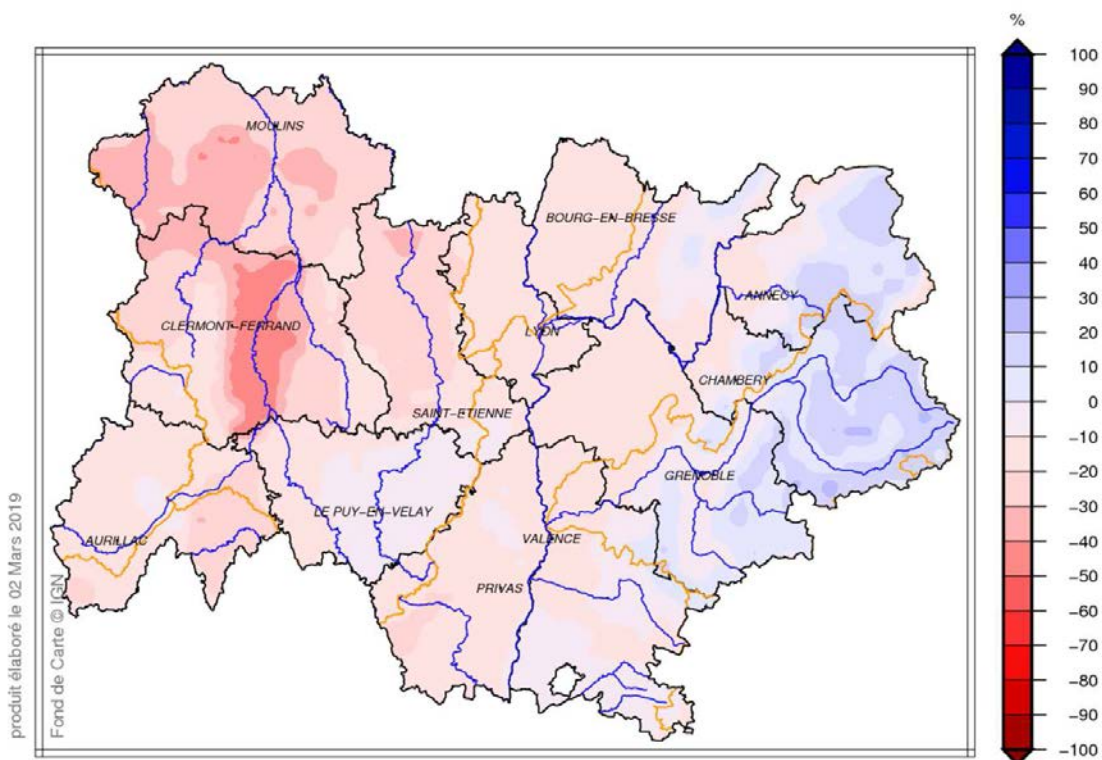 %
100
90
80
70
60
50
40
30
20
10
0
−10
−20
−30
−40
−50
−60
−70
−80
−90
−100
MOULINS
BOURG−EN−BRESSE
ANNECY
CLERMONT−FERRAND
LYON
CHAMBERY
SAINT−ETIENNE
GRENOBLE
LE PUY−EN−VELAY
AURILLAC
VALENCE
PRIVAS
produit élaboré le 02 Mars 2019
Fond de Carte © IGN